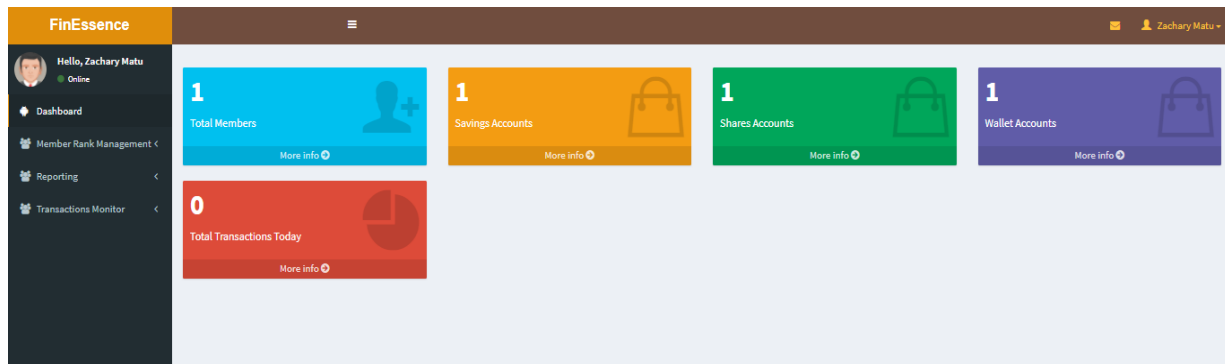 FinEssence
Zachary Matu
Hello, Zachary Matu
Online
Dashboard
Member Rank Management
Reporting
Transactions Monitor
1
Total Members
More info
1
Savings Accounts
More info
1
Shares Accounts
More info
1
Wallet Accounts
More info
0
Total Transactions Today
More info